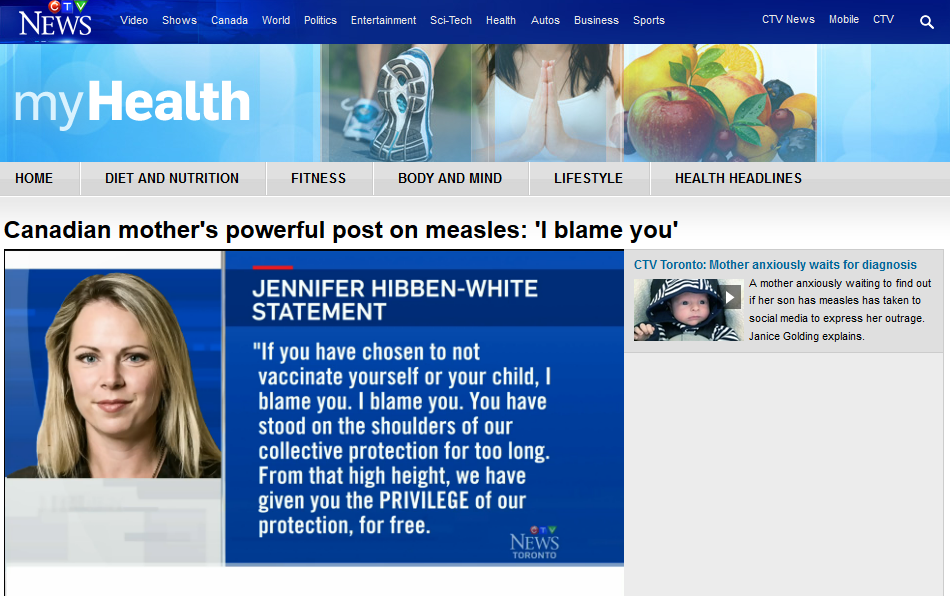 CTV
NEWS
Video Shows Canada World Politics Entertainment Sci-Tech Health Autos Business Sports CTV News Mobile CTV
myHealth
HOME DIET AND NUTRITION FITNESS BODY AND MIND LIFESTYLE HEALTH HEADLINES
Canadian mother's powerful post on measles: 'I blame you'
JENNIFER HIBBEN-WHITE
STATEMENT
"If you have chosen to not
vaccinate yourself or your child, I
blame you. I blame you. You have
stood on the shoulders of our
collective protection for too long.
From that high height, we have
given you the PRIVILEGE of our
protection, for free.
CTV
NEWS
TORONTO
CTV Toronto: Mother anxiously waits for diagnosis
A mother anxiously waiting to find out
if her son has measles has taken to
social media to express her outrage.
Janice Golding explains.